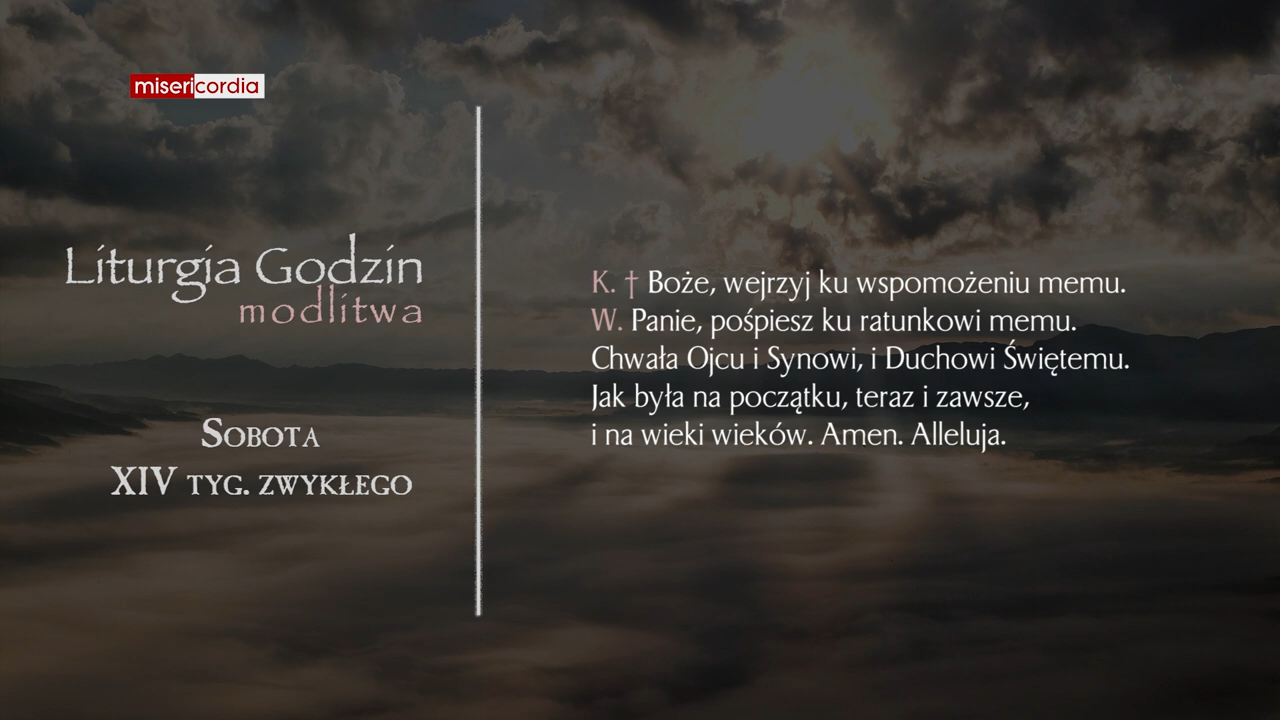 misericordia
Liturgia Godzin
modlitwa
Sobota
XIV tyg. zwykłego
K. † Boże, wejrzyj ku wspomożeniu memu.
W. Panie, pośpiesz ku ratunkowi memu.
Chwała Ojcu i Synowi, i Duchowi Świętemu.
Jak była na początku, teraz i zawsze,
i na wieki wieków. Amen. Alleluja.